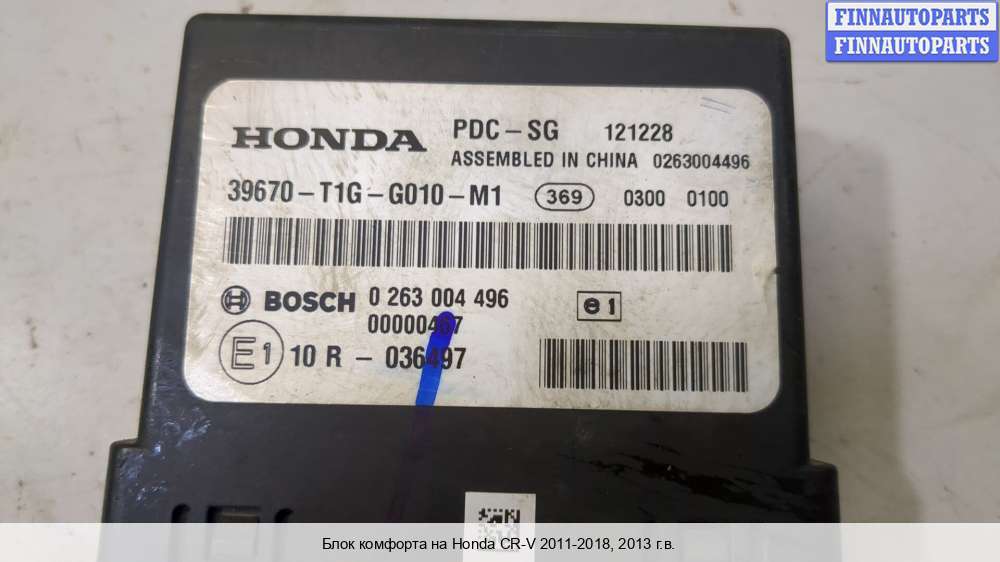 FINNAUTOPARTS
FINNAUTOPARTS
HONDA PDC-SG 121228
ASSEMBLED IN CHINA 0263004496
39670-T1G-G010-M1 369 0300 0100
BOSCH 0 263 004 496
00000467
e1
E1 10 R - 036497
Блок комфорта на Honda CR-V 2011-2018, 2013 г.в.